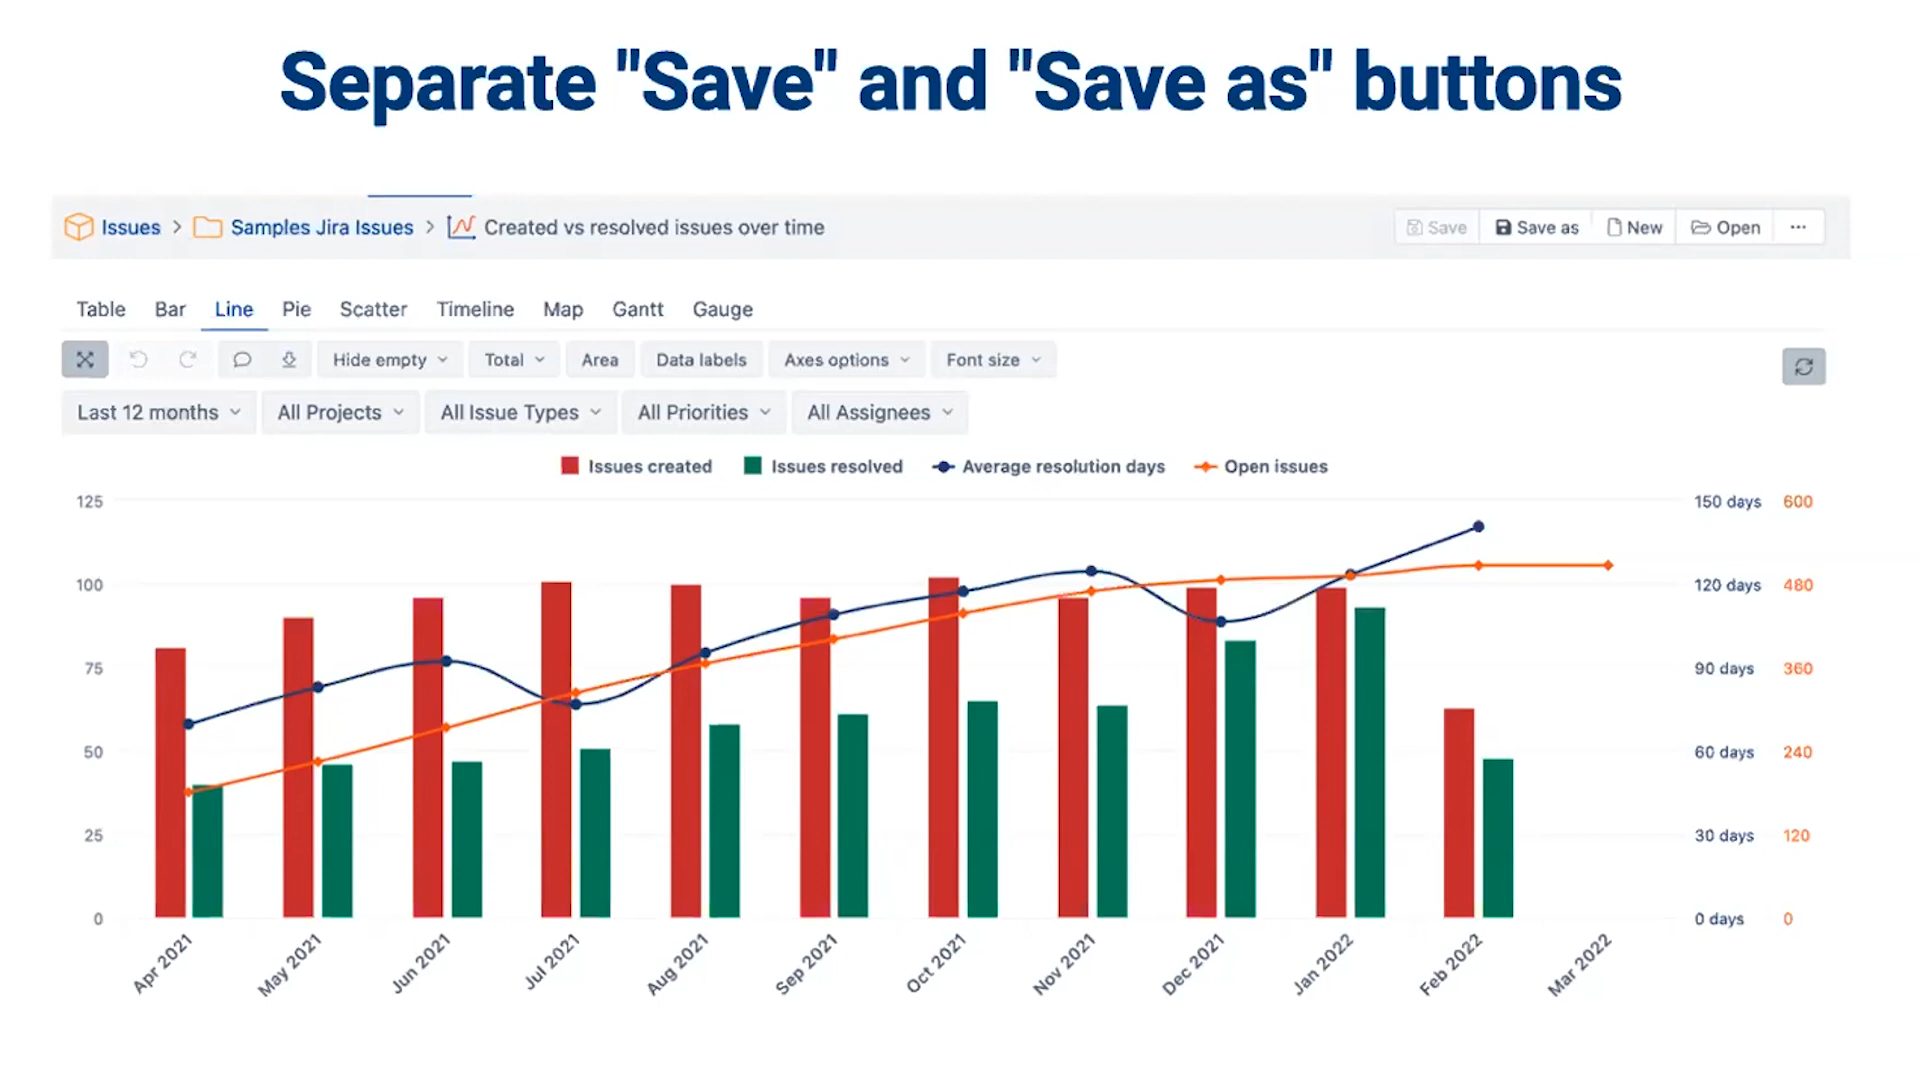 Separate "Save" and "Save as" buttons
Issues > Samples Jira Issues > Created vs resolved issues over time
Save Save as New Open ...
Table Bar Line Pie Scatter Timeline Map Gantt Gauge
Hide empty Total Area Data labels Axes options Font size
Last 12 months All Projects All Issue Types All Priorities All Assignees
Issues created Issues resolved Average resolution days Open issues
125 150 days 600
100 120 days 480
75 90 days 360
50 60 days 240
25 30 days 120
0 0 days 0
Apr 2021 May 2021 Jun 2021 Jul 2021 Aug 2021 Sep 2021 Oct 2021 Nov 2021 Dec 2021 Jan 2022 Feb 2022 Mar 2022